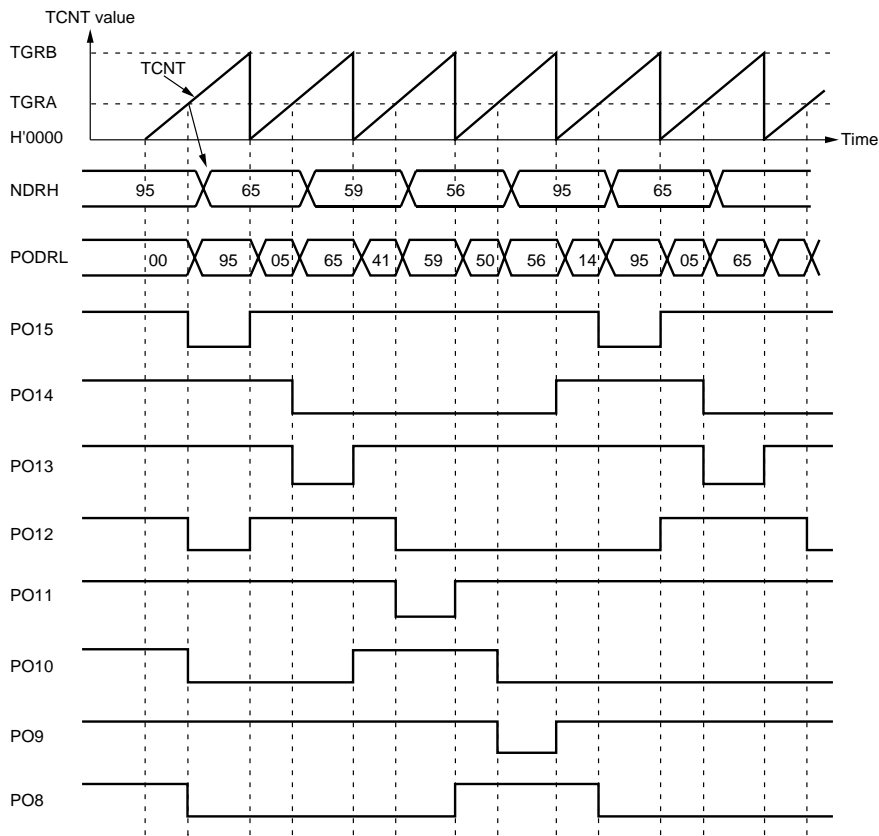 TCNT value
TGRB
TCNT
TGRA
H'0000
Time
NDRH 95 65 59 56 95 65
PODRL 00 95 05 65 41 59 50 56 14 95 05 65
PO15
PO14
PO13
PO12
PO11
PO10
PO9
PO8